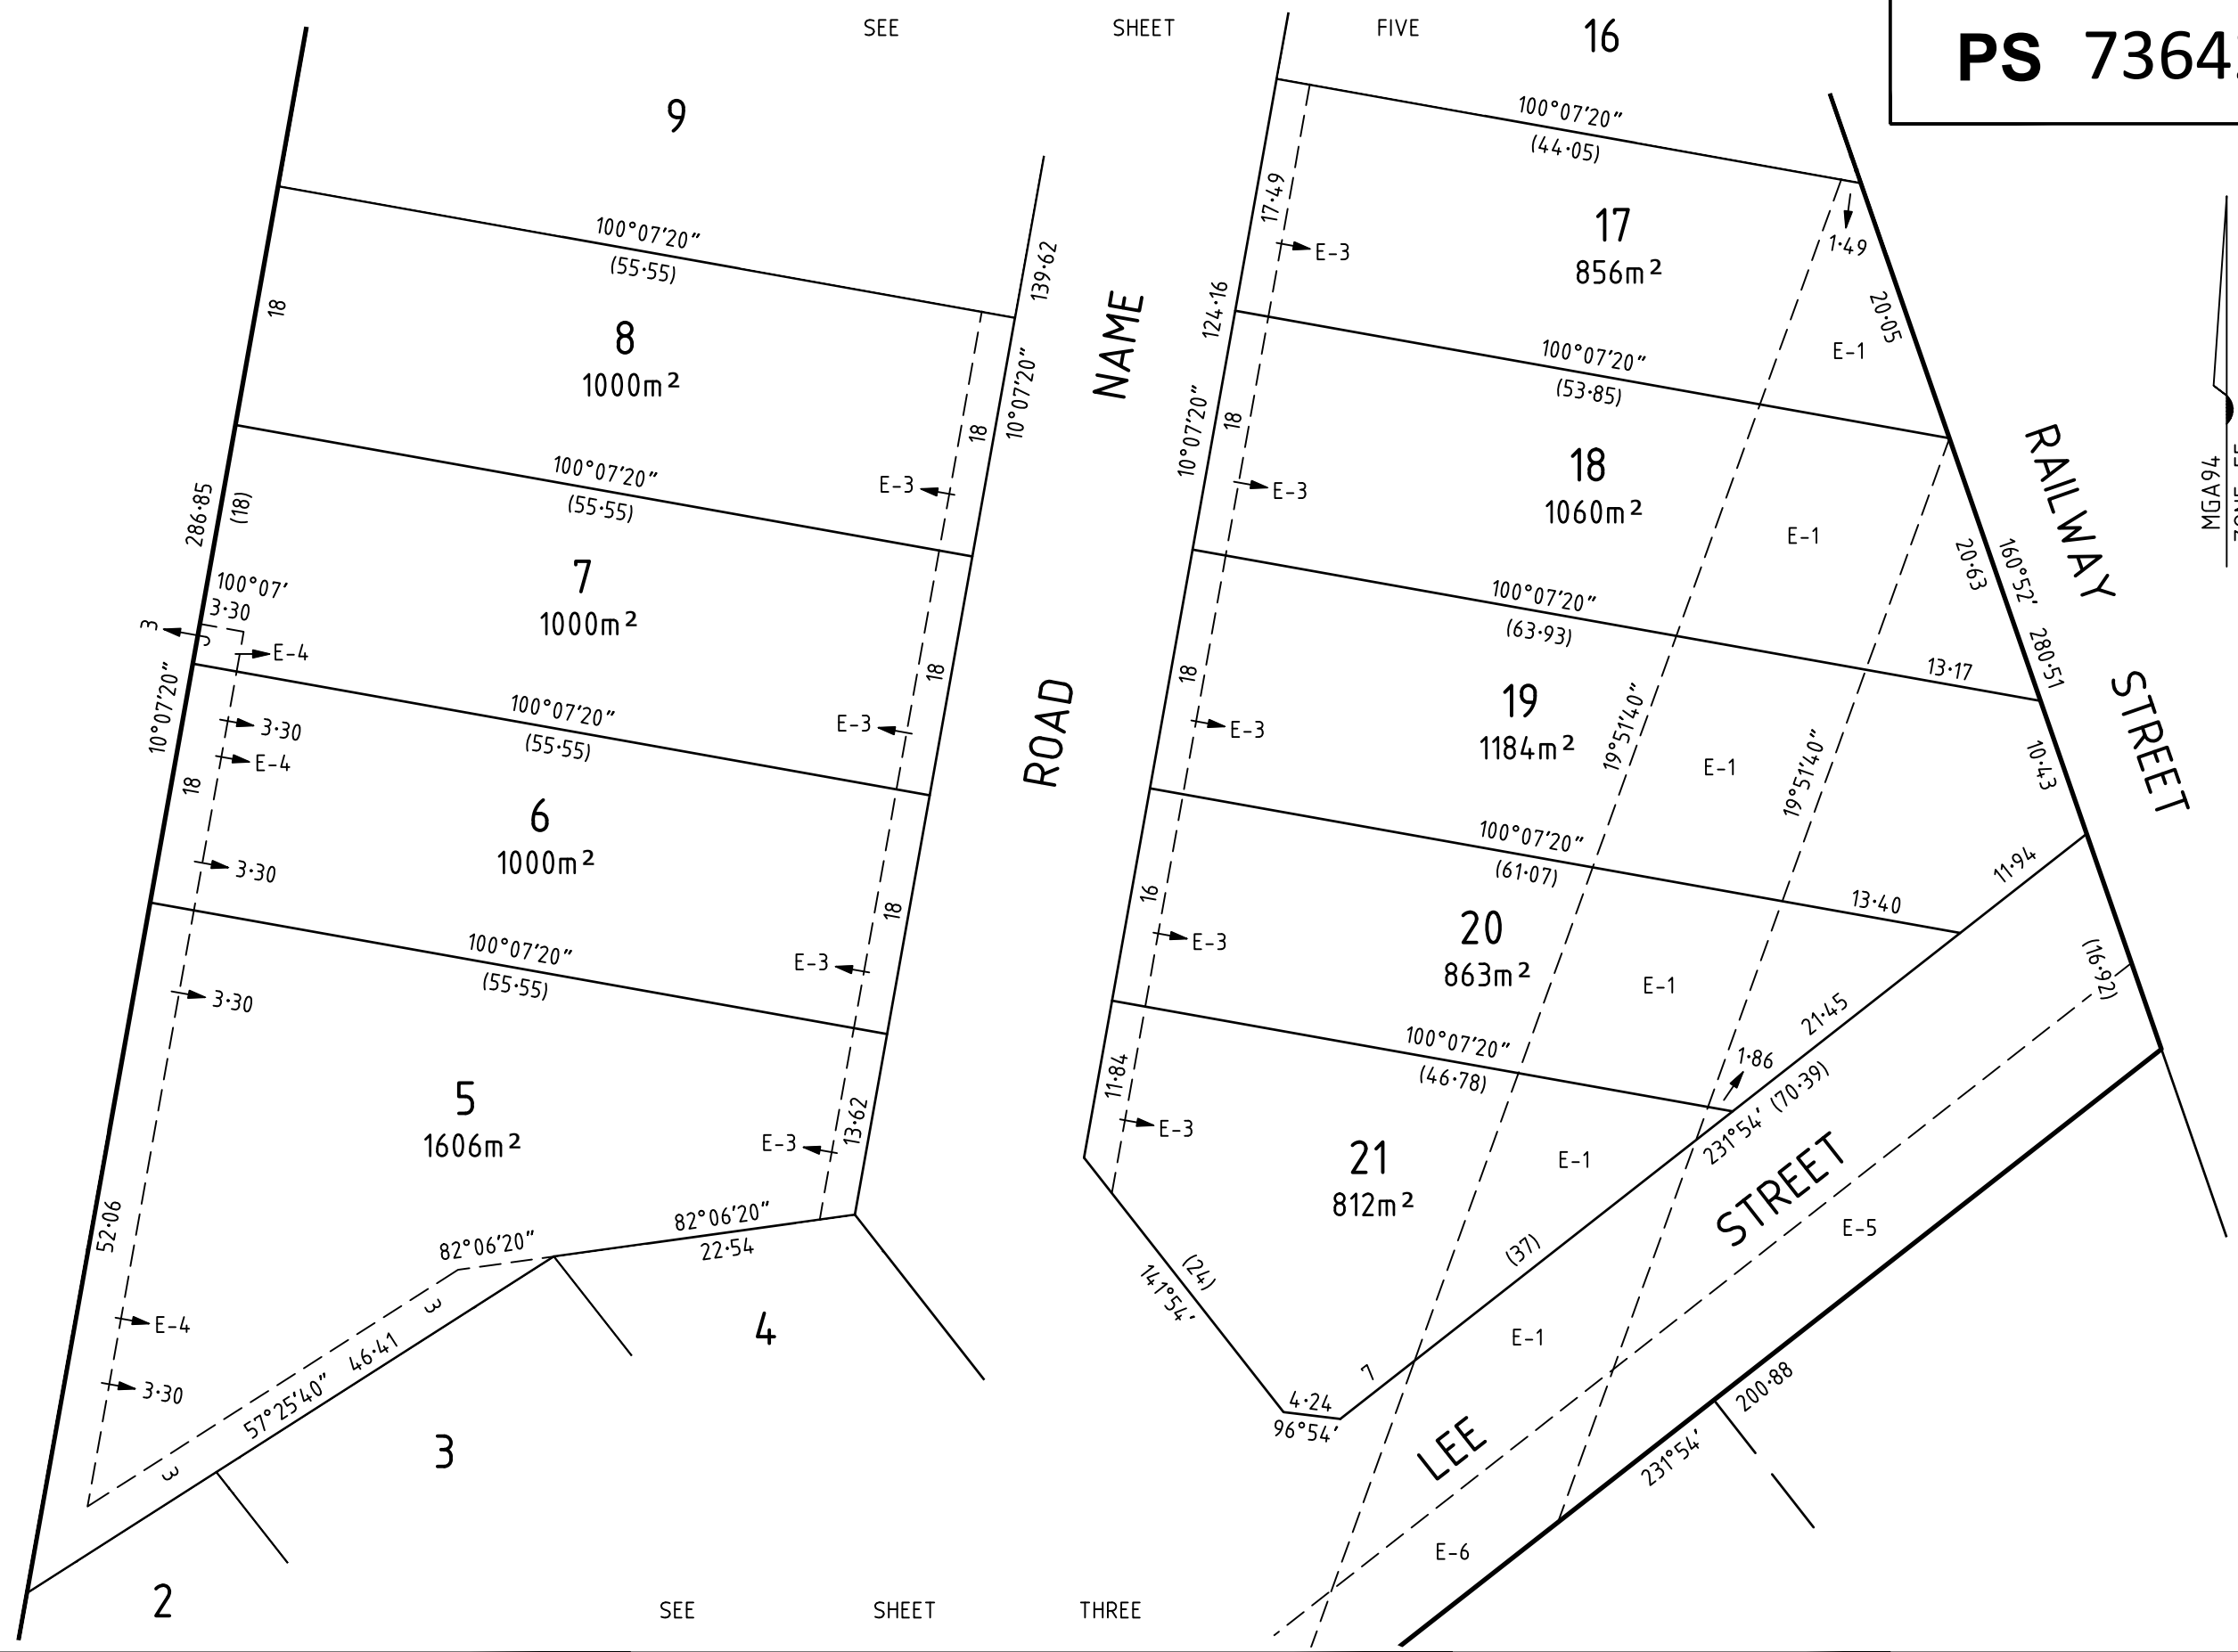 SEE SHEET FIVE
16
PS 7364
9
100°07'20"
(44·05)
17·49
17
856m²
1·49
E-3
20·05
E-1
100°07'20"
(55·55)
139·62
18
8
1000m²
NAME
124·16
10°07'20"
18
E-3
100°07'20"
(53·85)
10°07'20"
18
18
1060m²
E-3
E-1
RAILWAY STREET
MGA94
286·85
(18)
100°07'20"
(55·55)
7
1000m²
100°07'
3·30
3
3
E-4
18
E-3
100°07'20"
(63·93)
20·63
160°52'
280·51
13·17
10°07'20"
18
19
1184m²
E-3
19°51'40"
E-1
19°51'40"
10·43
100°07'20"
(55·55)
3·30
E-4
18
6
1000m²
3·30
18
E-3
ROAD
100°07'20"
(61·07)
13·40
11·94
16
20
863m²
E-3
E-1
21·45
(16·92)
100°07'20"
(55·55)
3·30
5
1606m²
13·62
E-3
100°07'20"
(46·78)
1·86
11·84
E-3
21
812m²
E-1
231°54' (70·39)
LEE STREET
E-5
52·06
82°06'20"
82°06'20"
22·54
(24)
141°54'
(37)
E-4
3·30
3
46·41
57°25'40"
3
4
7
4·24
96°54'
E-1
200·88
231°54'
3
E-6
2
SEE SHEET THREE